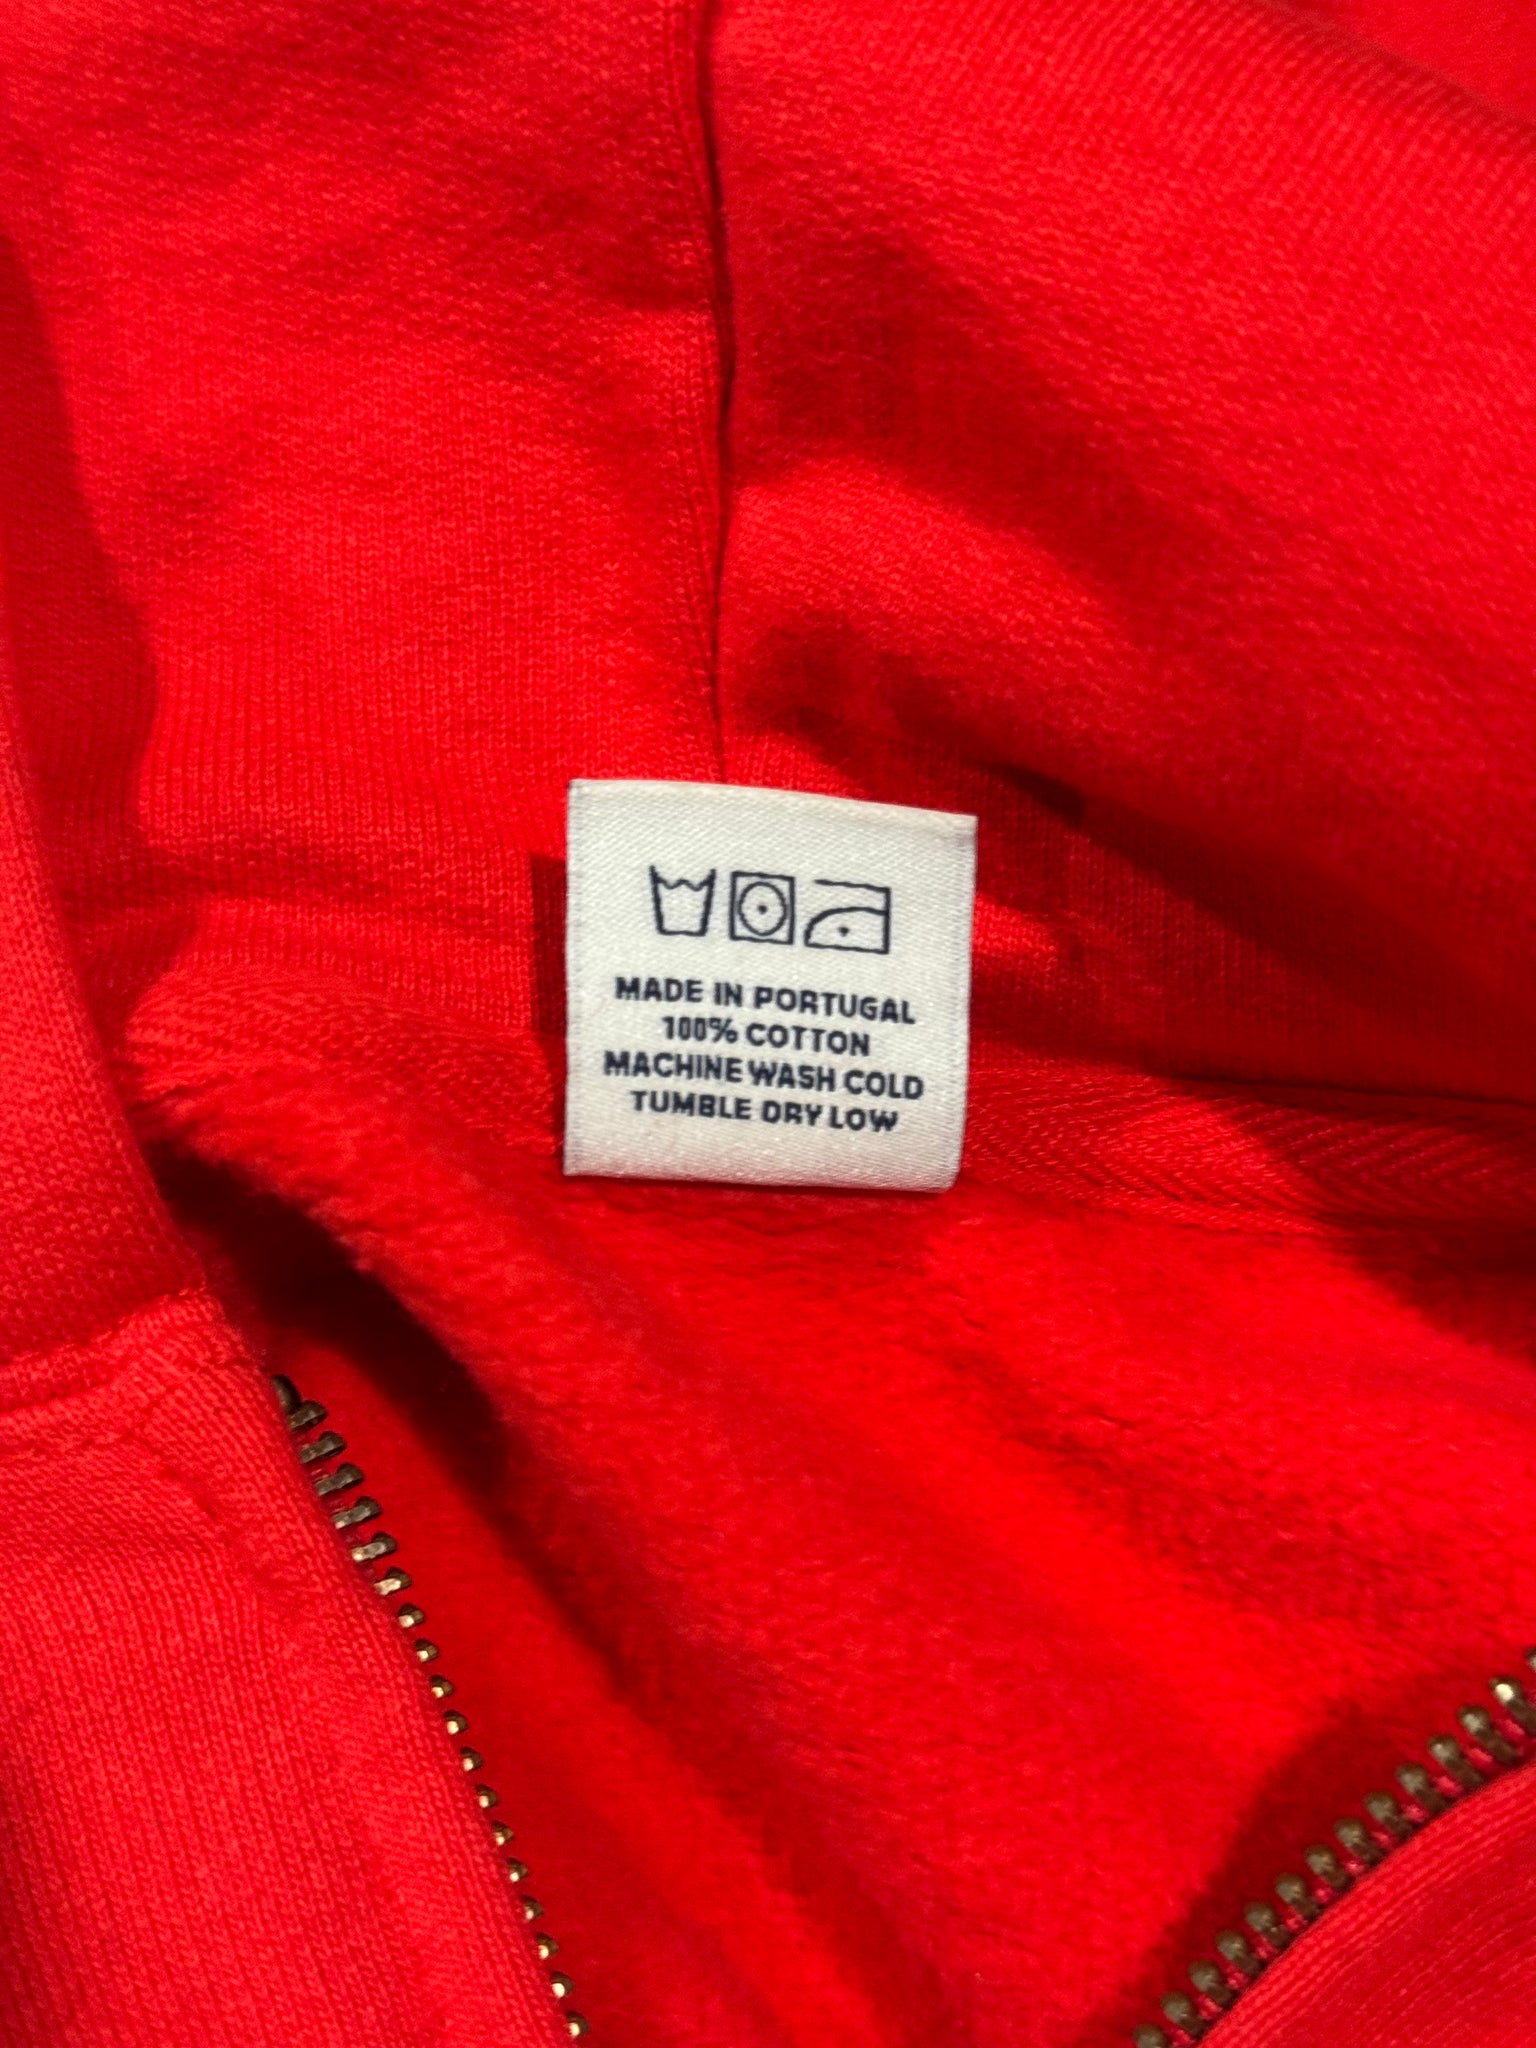 MADE IN PORTUGAL
100% COTTON
MACHINE WASH COLD
TUMBLE DRY LOW